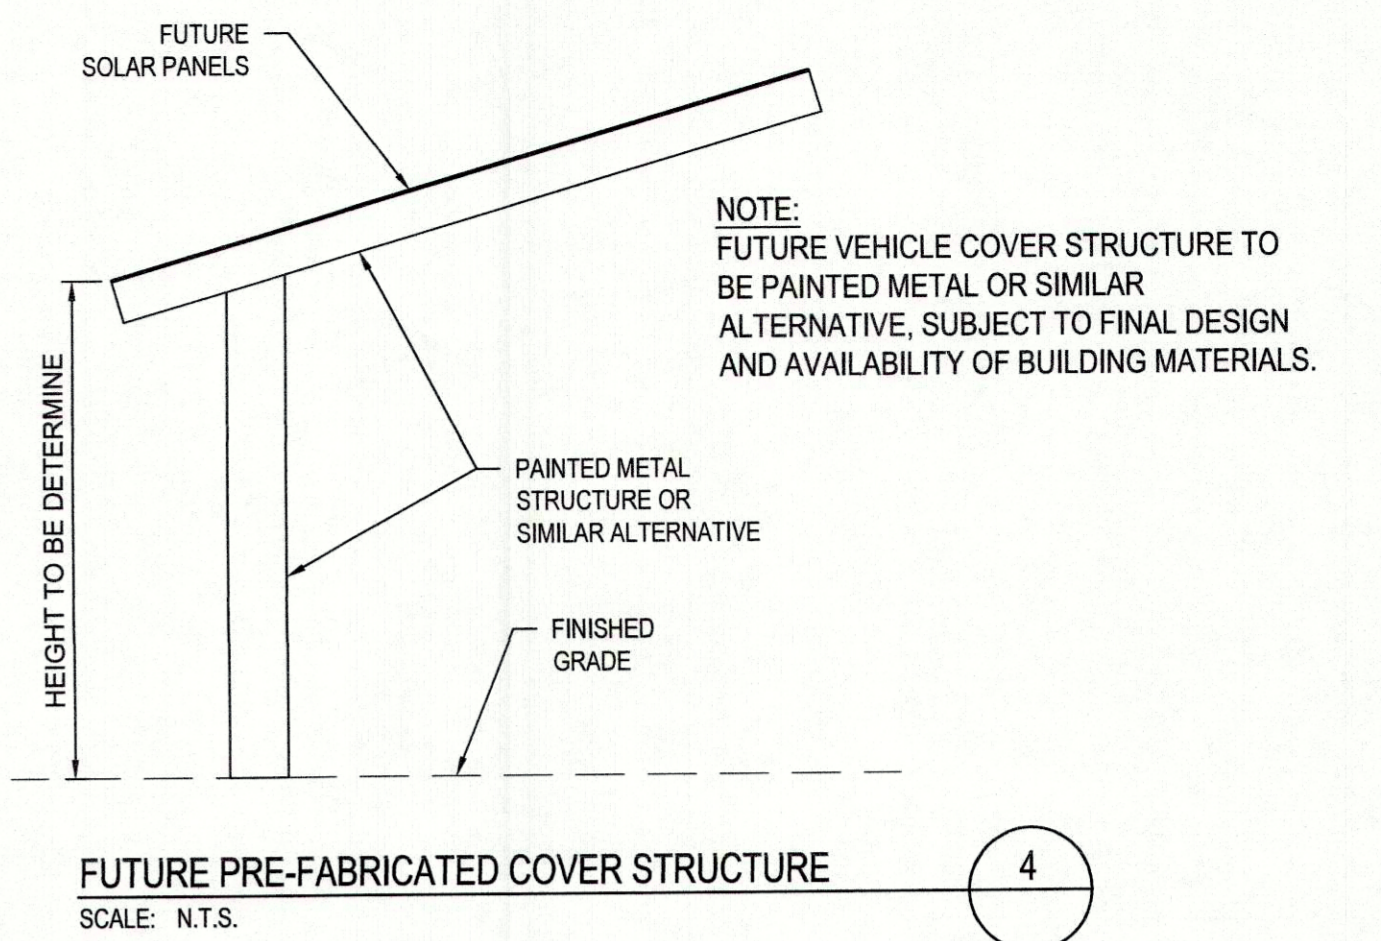 FUTURE
SOLAR PANELS
NOTE:
FUTURE VEHICLE COVER STRUCTURE TO
BE PAINTED METAL OR SIMILAR
ALTERNATIVE, SUBJECT TO FINAL DESIGN
AND AVAILABILITY OF BUILDING MATERIALS.
HEIGHT TO BE DETERMINE
PAINTED METAL
STRUCTURE OR
SIMILAR ALTERNATIVE
FINISHED
GRADE
FUTURE PRE-FABRICATED COVER STRUCTURE
4
SCALE: N.T.S.